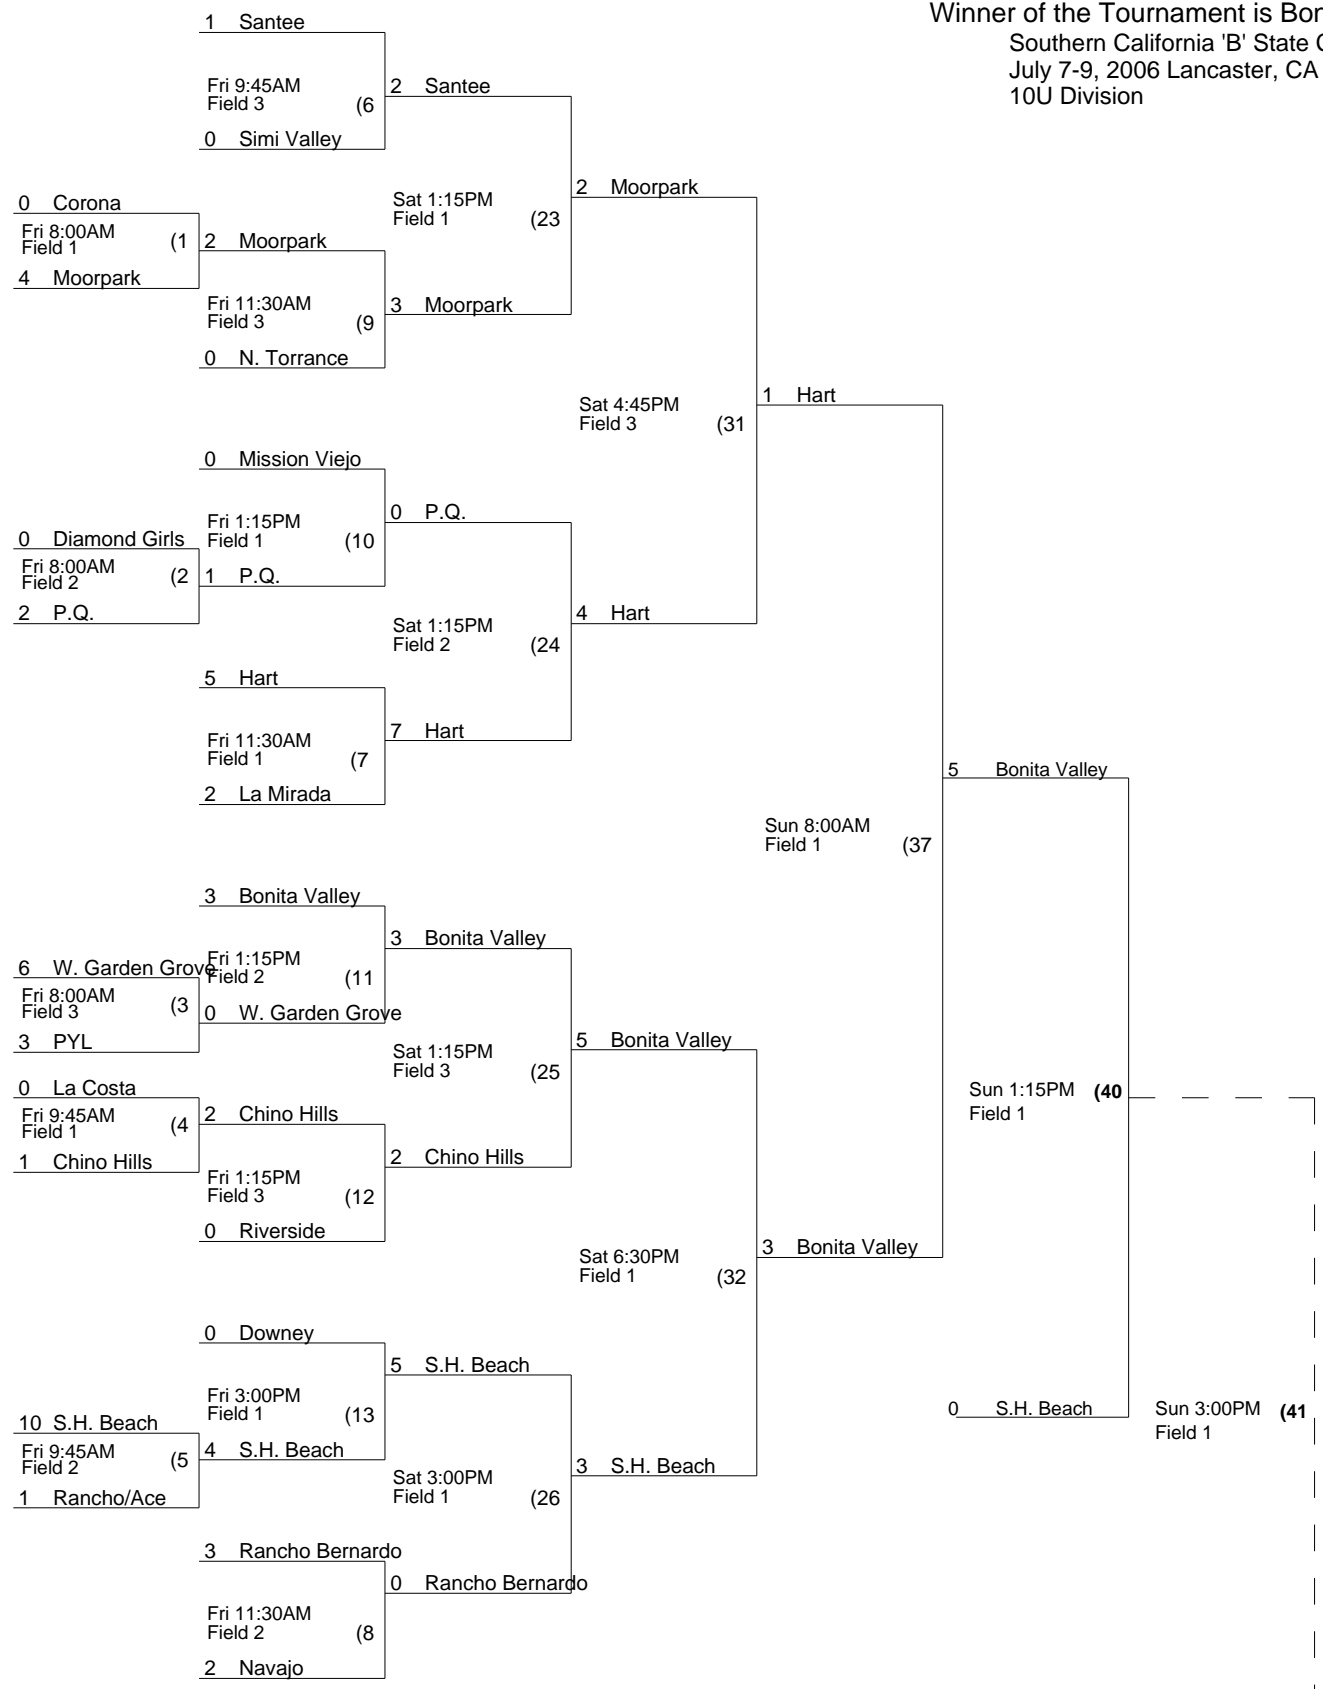 Winner of the Tournament is Bon
Southern California 'B' State C
July 7-9, 2006 Lancaster, CA
10U Division
1 Santee
Fri 9:45AM
Field 3 (6
0 Simi Valley
2 Santee
0 Corona
Fri 8:00AM
Field 1 (1
4 Moorpark
2 Moorpark
Fri 11:30AM
Field 3 (9
0 N. Torrance
3 Moorpark
Sat 1:15PM
Field 1 (23
2 Moorpark
0 Mission Viejo
Fri 1:15PM
Field 1 (10
0 Diamond Girls
Fri 8:00AM
Field 2 (2
2 P.Q.
1 P.Q.
0 P.Q.
Sat 1:15PM
Field 2 (24
5 Hart
Fri 11:30AM
Field 1 (7
2 La Mirada
7 Hart
4 Hart
Sat 4:45PM
Field 3 (31
1 Hart
3 Bonita Valley
Fri 1:15PM
Field 2 (11
6 W. Garden Grove
Fri 8:00AM
Field 3 (3
3 PYL
0 W. Garden Grove
3 Bonita Valley
Sat 1:15PM
Field 3 (25
0 La Costa
Fri 9:45AM
Field 1 (4
1 Chino Hills
2 Chino Hills
Fri 1:15PM
Field 3 (12
0 Riverside
2 Chino Hills
5 Bonita Valley
Sat 6:30PM
Field 1 (32
0 Downey
Fri 3:00PM
Field 1 (13
10 S.H. Beach
Fri 9:45AM
Field 2 (5
1 Rancho/Ace
4 S.H. Beach
5 S.H. Beach
Sat 3:00PM
Field 1 (26
3 Rancho Bernardo
Fri 11:30AM
Field 2 (8
2 Navajo
0 Rancho Bernardo
3 S.H. Beach
3 Bonita Valley
Sun 8:00AM
Field 1 (37
5 Bonita Valley
Sun 1:15PM (40
Field 1
0 S.H. Beach
Sun 3:00PM (41
Field 1